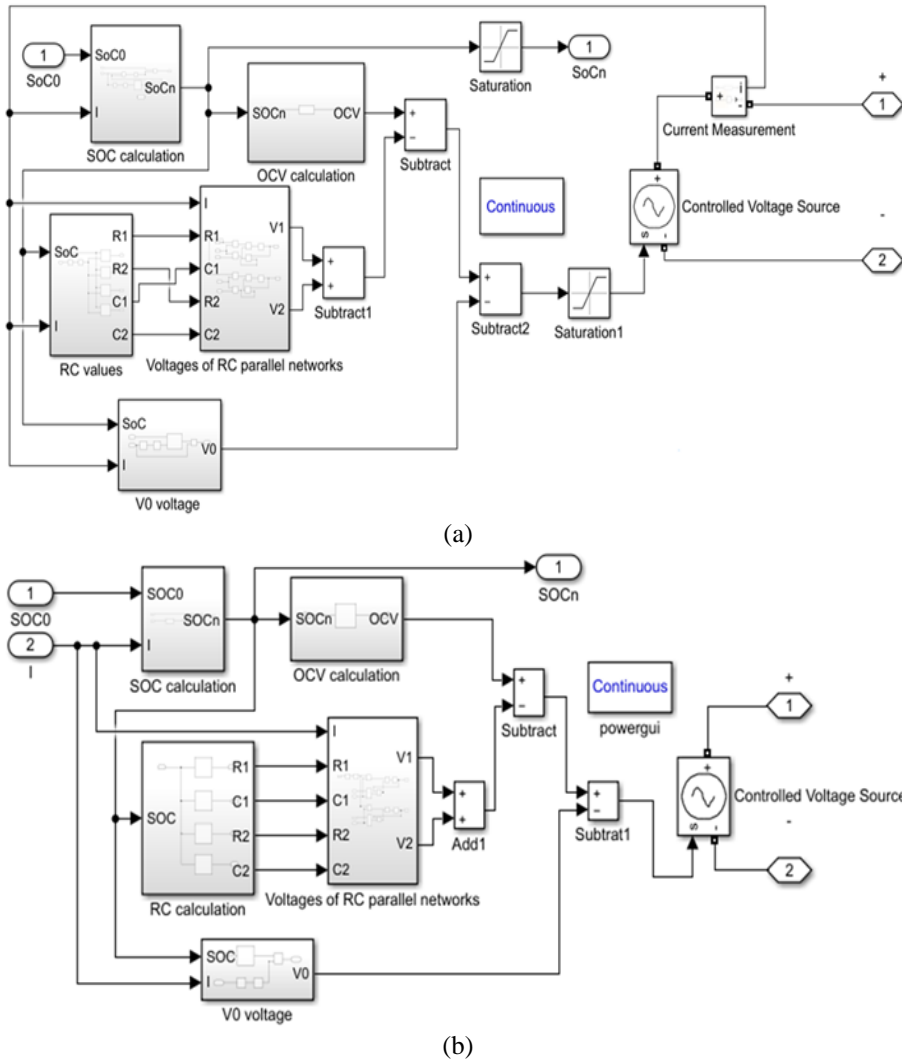 1
SoC0
SoC0
SoCn
I
SOC calculation
SOCn
OCV
OCV calculation
+
−
Subtract
Saturation
1
SoCn
i
+
-
Current Measurement
+
1
Continuous
+
s
-
Controlled Voltage Source
-
2
SoC
I
R1
R2
C1
C2
RC values
I
R1
C1
R2
C2
V1
V2
Voltages of RC parallel networks
+
+
Subtract1
+
−
Subtract2
Saturation1
SoC
I
V0
V0 voltage
(a)
1
SOC0
2
I
SOC0
SOCn
I
SOC calculation
SOCn
OCV
OCV calculation
1
SOCn
+
−
Subtract
Continuous
powergui
+
1
SOC
R1
C1
R2
C2
RC calculation
I
R1
C1
R2
C2
V1
V2
Voltages of RC parallel networks
+
+
Add1
+
−
Subtrat1
+
s
-
Controlled Voltage Source
-
2
SOC
I
V0
V0 voltage
(b)